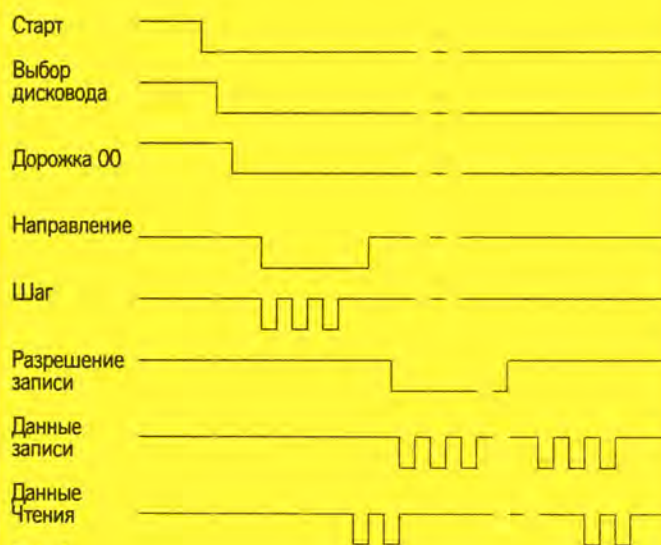 Старт
Выбор
дисковода
Дорожка 00
Направление
Шаг
Разрешение
записи
Данные
записи
Данные
Чтения